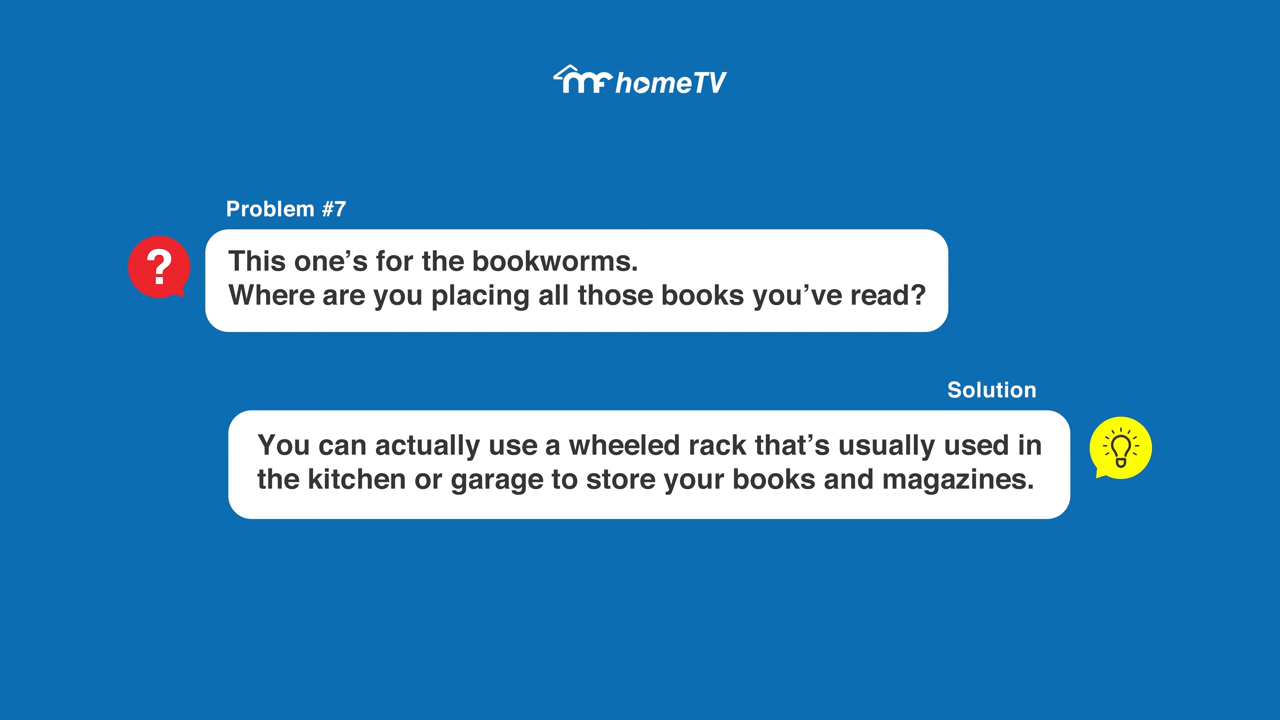 mf homeTV
Problem #7
?
This one’s for the bookworms.
Where are you placing all those books you’ve read?
Solution
You can actually use a wheeled rack that’s usually used in
the kitchen or garage to store your books and magazines.